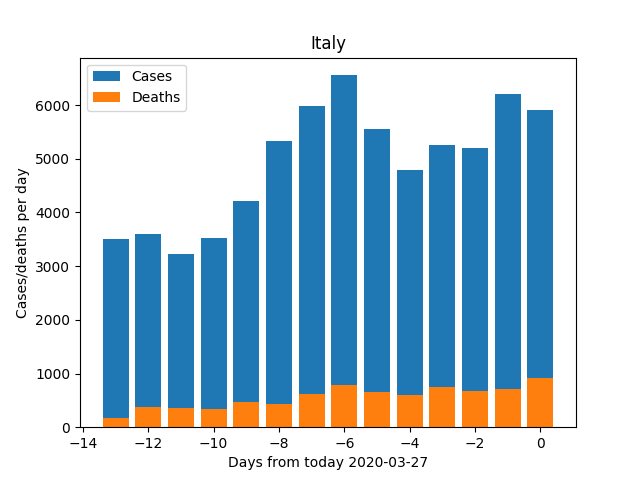 Italy
Cases
Deaths
Cases/deaths per day
6000
5000
4000
3000
2000
1000
0
−14 −12 −10 −8 −6 −4 −2 0
Days from today 2020-03-27